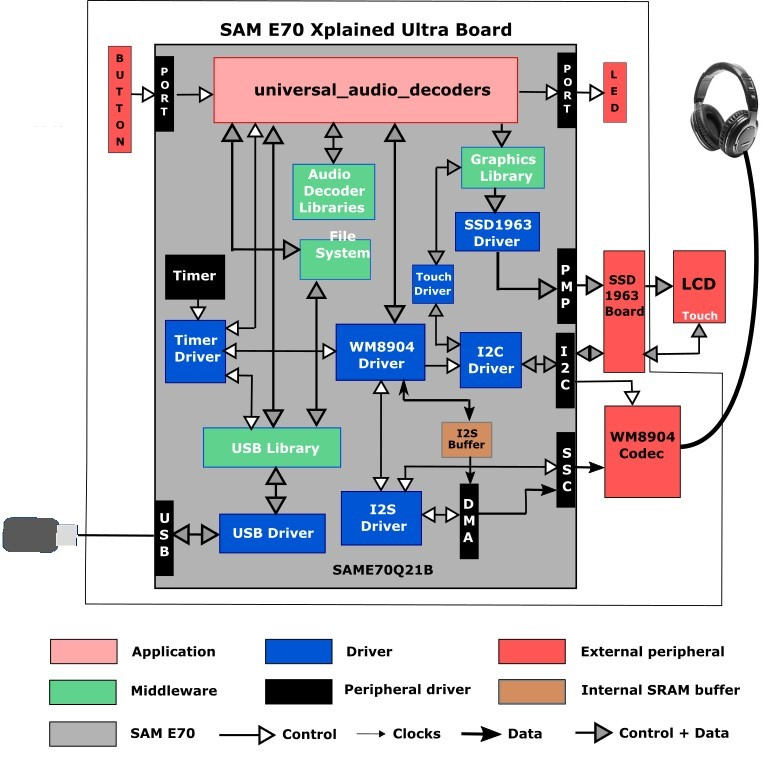 SAM E70 Xplained Ultra Board
BUTTON
PORT
universal_audio_decoders
PORT
LED
Graphics
Library
Audio
Decoder
Libraries
SSD1963
Driver
File
System
Timer
Touch
Driver
PMP
SSD
1963
Board
LCD
Touch
Timer
Driver
WM8904
Driver
I2C
Driver
I2C
USB Library
I2S
Buffer
WM8904
Codec
SSC
I2S
Driver
DMA
USB
USB Driver
SAME70Q21B
Application
Driver
External peripheral
Middleware
Peripheral driver
Internal SRAM buffer
SAM E70
Control
Clocks
Data
Control + Data